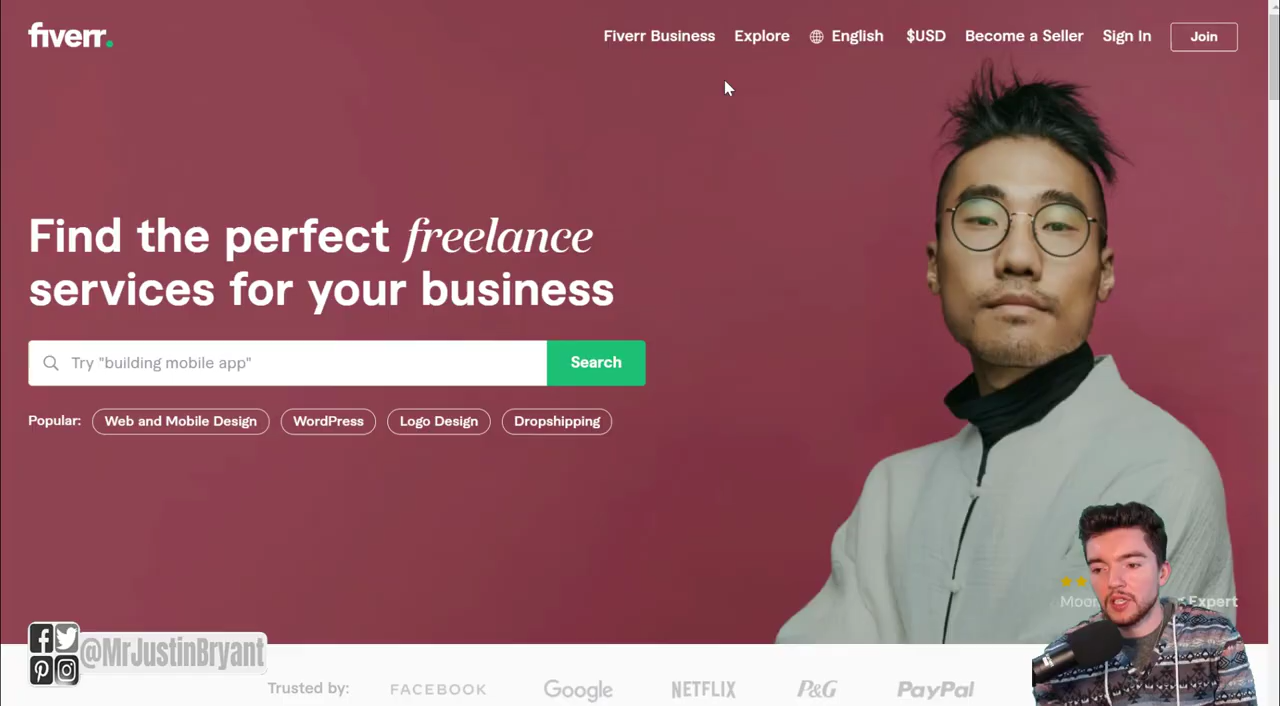 fiverr.
Fiverr Business Explore English $USD Become a Seller Sign In Join
Find the perfect freelance
services for your business
Try "building mobile app"
Search
Popular: Web and Mobile Design WordPress Logo Design Dropshipping
Expert
@MrJustinBryant
Trusted by: FACEBOOK Google NETFLIX P&G PayPal